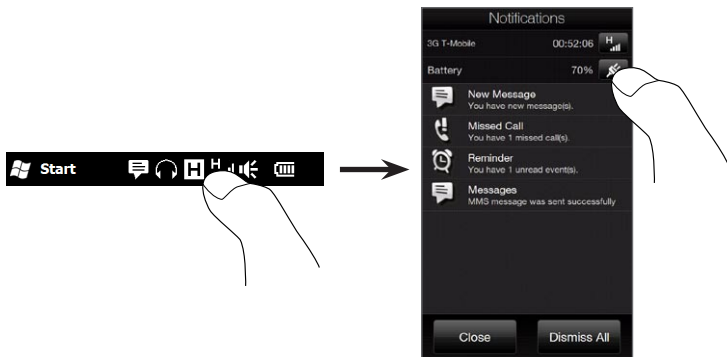 Start
H
H
Notifications
3G T-Mobile 00:52:06 H
Battery 70%
New Message
You have new message(s).
Missed Call
You have 1 missed call(s).
Reminder
You have 1 unread event(s).
Messages
MMS message was sent successfully
Close Dismiss All